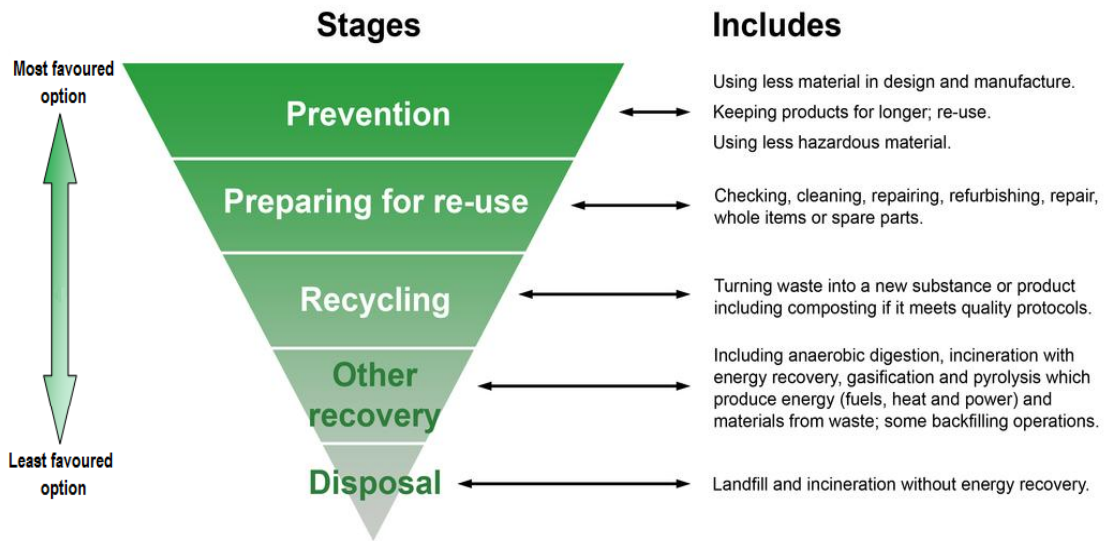 Stages
Includes
Most favoured
option
Prevention
Using less material in design and manufacture.
Keeping products for longer; re-use.
Using less hazardous material.
Preparing for re-use
Checking, cleaning, repairing, refurbishing, repair,
whole items or spare parts.
Recycling
Turning waste into a new substance or product
including composting if it meets quality protocols.
Other
recovery
Including anaerobic digestion, incineration with
energy recovery, gasification and pyrolysis which
produce energy (fuels, heat and power) and
materials from waste; some backfilling operations.
Least favoured
option
Disposal
Landfill and incineration without energy recovery.